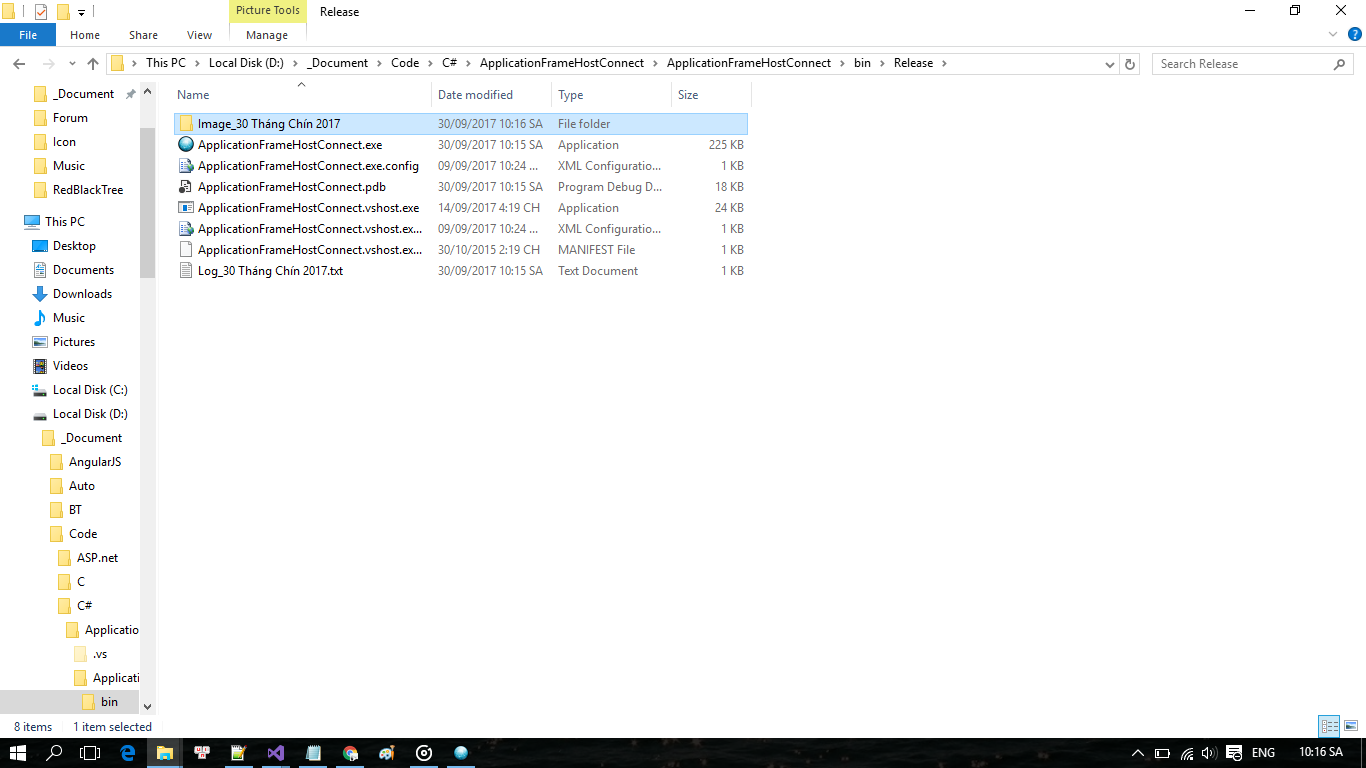 Picture Tools
Release
File
Home
Share
View
Manage
This PC
Local Disk (D:)
_Document
Code
C#
ApplicationFrameHostConnect
ApplicationFrameHostConnect
bin
Release
Search Release
_Document
Forum
Icon
Music
RedBlackTree
This PC
Desktop
Documents
Downloads
Music
Pictures
Videos
Local Disk (C:)
Local Disk (D:)
_Document
AngularJS
Auto
BT
Code
ASP.net
C
C#
Applicatio
.vs
Applicati
bin
Name Date modified Type Size
Image_30 Tháng Chín 2017 30/09/2017 10:16 SA File folder
ApplicationFrameHostConnect.exe 30/09/2017 10:15 SA Application 225 KB
ApplicationFrameHostConnect.exe.config 09/09/2017 10:24 ... XML Configuratio... 1 KB
ApplicationFrameHostConnect.pdb 30/09/2017 10:15 SA Program Debug D... 18 KB
ApplicationFrameHostConnect.vshost.exe 14/09/2017 4:19 CH Application 24 KB
ApplicationFrameHostConnect.vshost.ex... 09/09/2017 10:24 ... XML Configuratio... 1 KB
ApplicationFrameHostConnect.vshost.ex... 30/10/2015 2:19 CH MANIFEST File 1 KB
Log_30 Tháng Chín 2017.txt 30/09/2017 10:15 SA Text Document 1 KB
8 items 1 item selected
ENG 10:16 SA